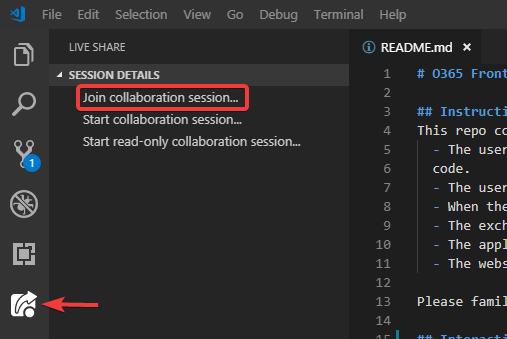 File Edit Selection View Go Debug Terminal Help
LIVE SHARE
SESSION DETAILS
Join collaboration session...
Start collaboration session...
Start read-only collaboration session...
1
README.md
1 # O365 Front
2
3 ## Instructi
4 This repo co
5 - The user
6 code.
7 - The user
8 - When the
9 - The exch
10 - The appl
11 - The webs
12
13 Please famil
14
15 ## Interacti